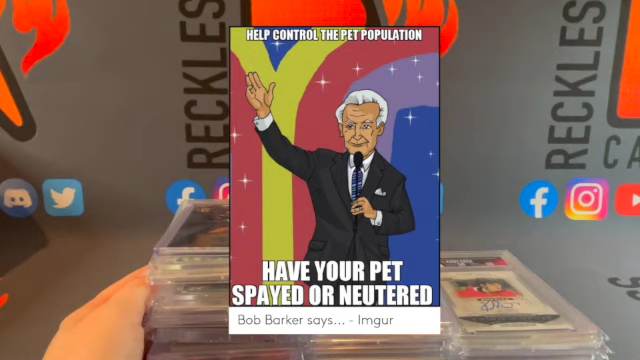 HELP CONTROL THE PET POPULATION
RECKLES
RECKLES
CA
HAVE YOUR PET
SPAYED OR NEUTERED
Bob Barker says... - Imgur